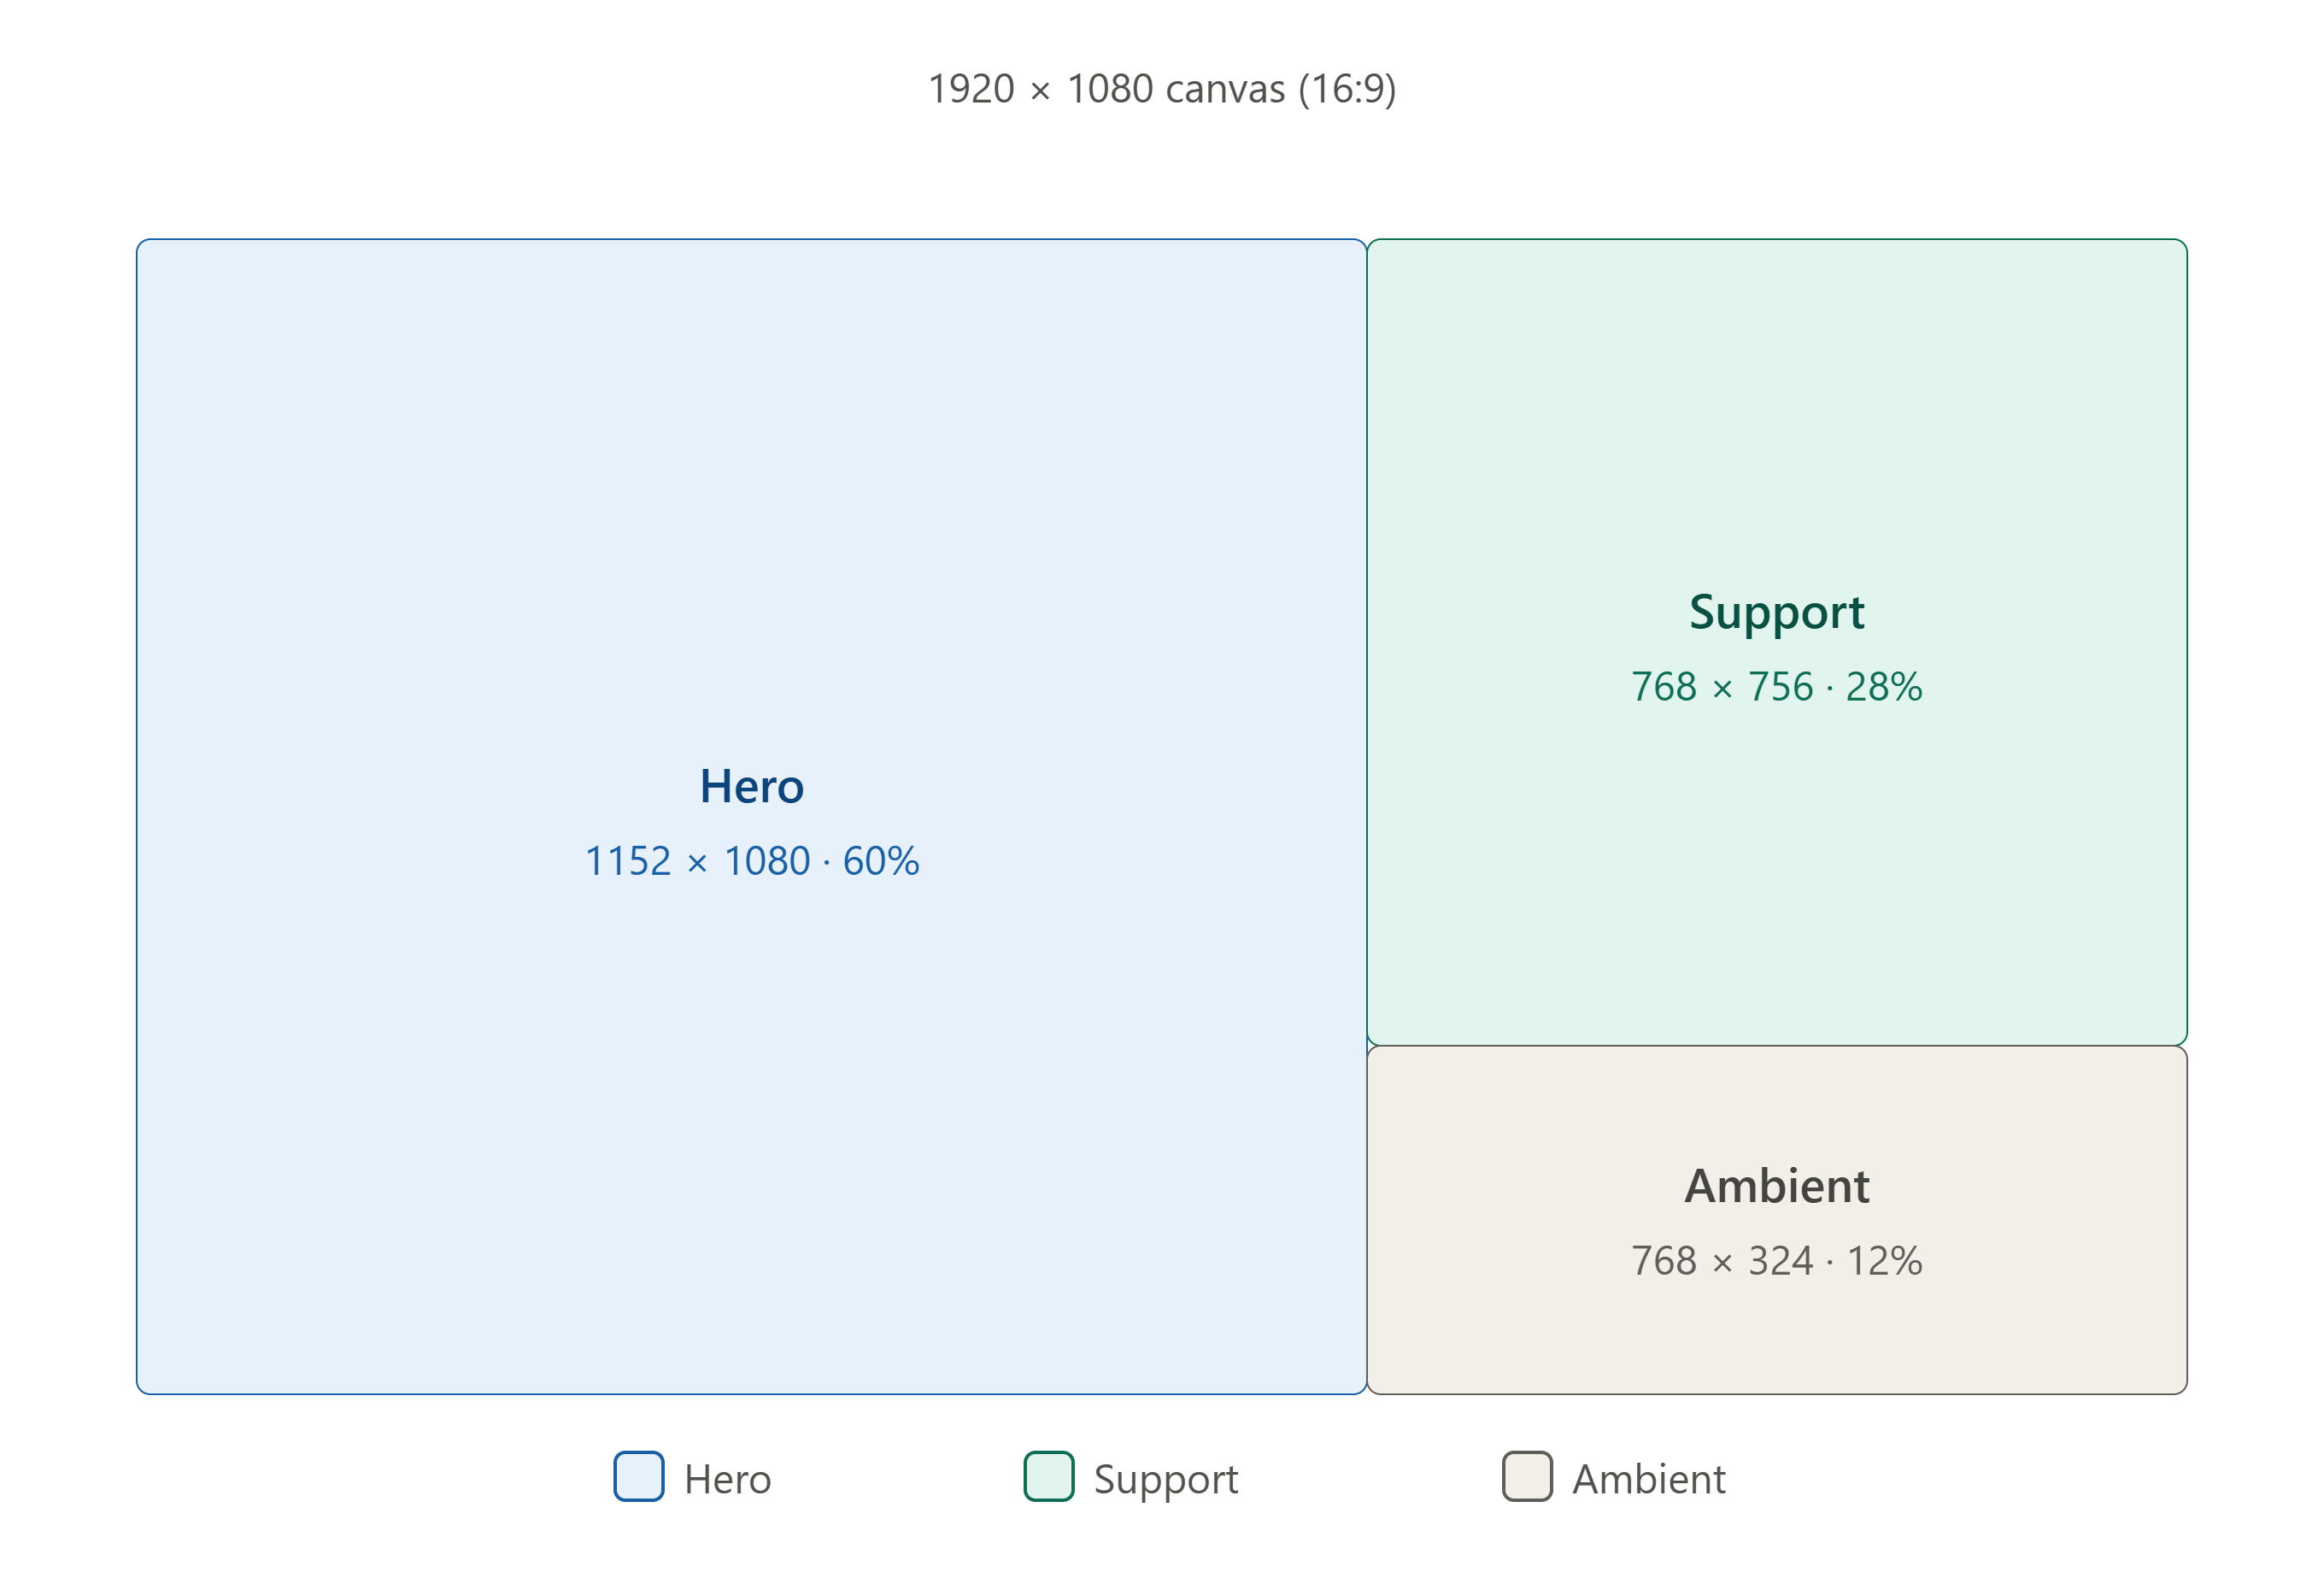 1920 × 1080 canvas (16:9)
Hero
1152 × 1080 · 60%
Support
768 × 756 · 28%
Ambient
768 × 324 · 12%
Hero
Support
Ambient